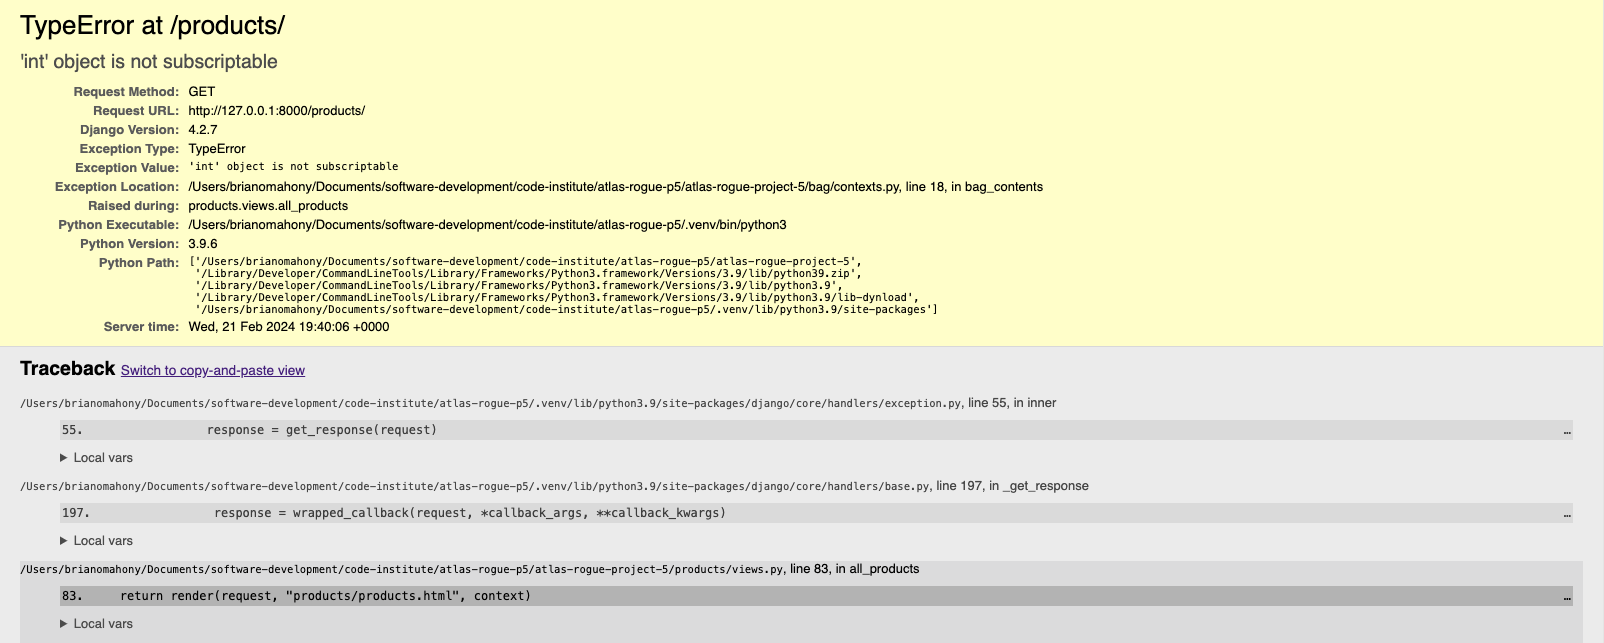 TypeError at /products/
'int' object is not subscriptable
Request Method: GET
Request URL: http://127.0.0.1:8000/products/
Django Version: 4.2.7
Exception Type: TypeError
Exception Value: 'int' object is not subscriptable
Exception Location: /Users/brianomahony/Documents/software-development/code-institute/atlas-rogue-p5/atlas-rogue-project-5/bag/contexts.py, line 18, in bag_contents
Raised during: products.views.all_products
Python Executable: /Users/brianomahony/Documents/software-development/code-institute/atlas-rogue-p5/.venv/bin/python3
Python Version: 3.9.6
Python Path: ['/Users/brianomahony/Documents/software-development/code-institute/atlas-rogue-p5/atlas-rogue-project-5',
'/Library/Developer/CommandLineTools/Library/Frameworks/Python3.framework/Versions/3.9/lib/python39.zip',
'/Library/Developer/CommandLineTools/Library/Frameworks/Python3.framework/Versions/3.9/lib/python3.9',
'/Library/Developer/CommandLineTools/Library/Frameworks/Python3.framework/Versions/3.9/lib/python3.9/lib-dynload',
'/Users/brianomahony/Documents/software-development/code-institute/atlas-rogue-p5/.venv/lib/python3.9/site-packages']
Server time: Wed, 21 Feb 2024 19:40:06 +0000
Traceback Switch to copy-and-paste view
/Users/brianomahony/Documents/software-development/code-institute/atlas-rogue-p5/.venv/lib/python3.9/site-packages/django/core/handlers/exception.py, line 55, in inner
55. response = get_response(request) …
▶ Local vars
/Users/brianomahony/Documents/software-development/code-institute/atlas-rogue-p5/.venv/lib/python3.9/site-packages/django/core/handlers/base.py, line 197, in _get_response
197. response = wrapped_callback(request, *callback_args, **callback_kwargs) …
▶ Local vars
/Users/brianomahony/Documents/software-development/code-institute/atlas-rogue-p5/atlas-rogue-project-5/products/views.py, line 83, in all_products
83. return render(request, "products/products.html", context) …
▶ Local vars